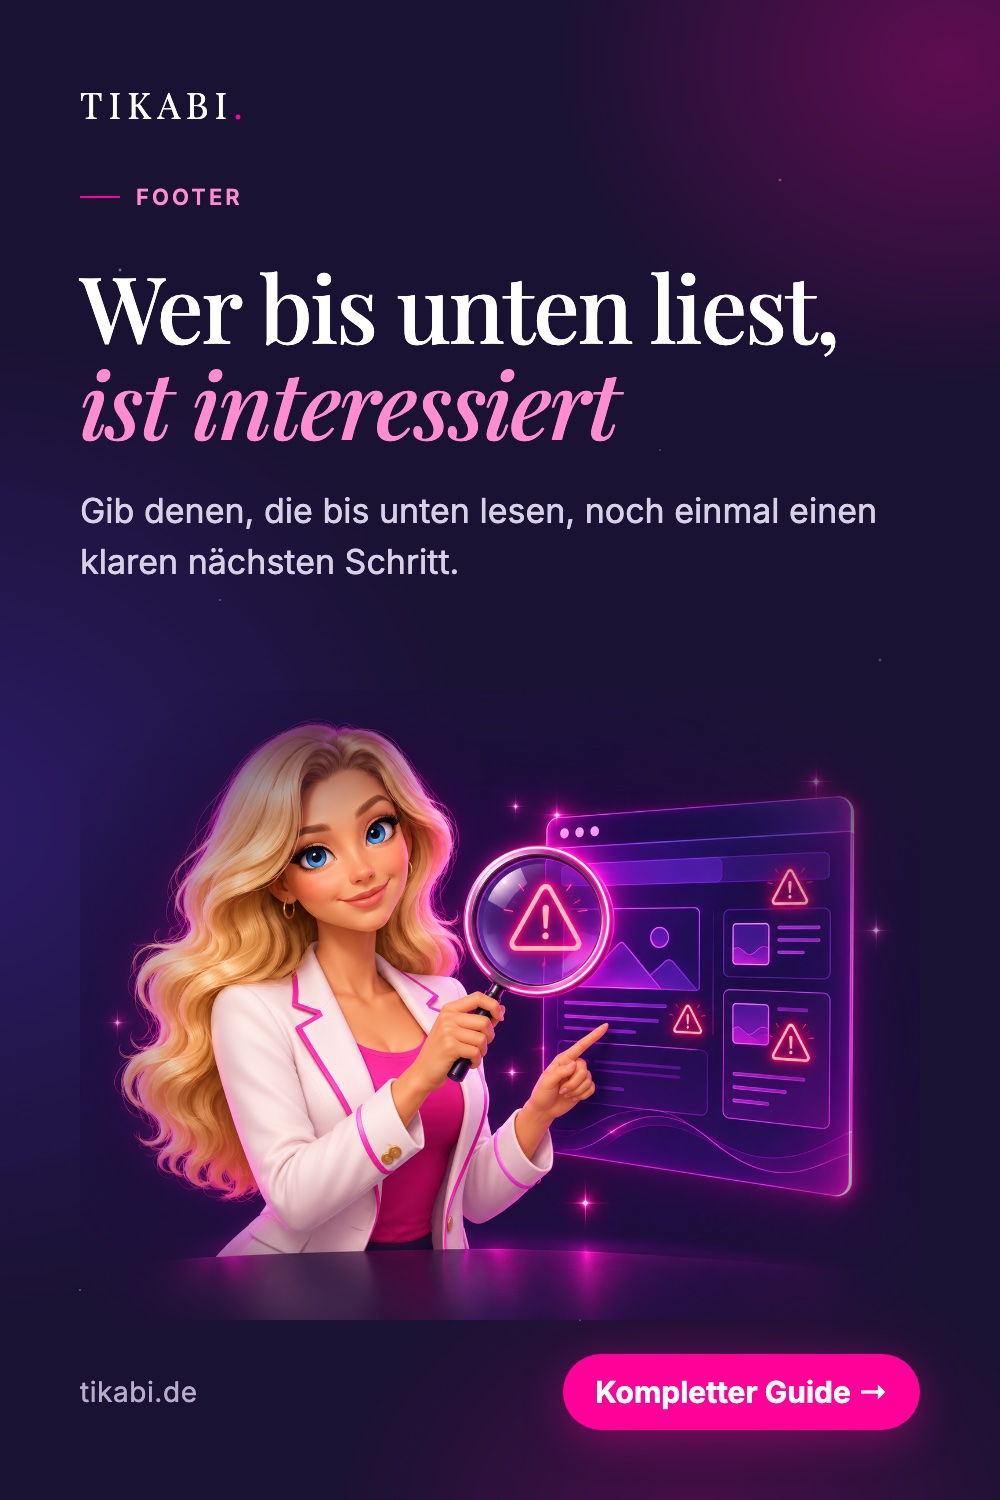 TIKABI.
FOOTER
Wer bis unten liest,
ist interessiert
Gib denen, die bis unten lesen, noch einmal einen
klaren nächsten Schritt.
tikabi.de
Kompletter Guide →